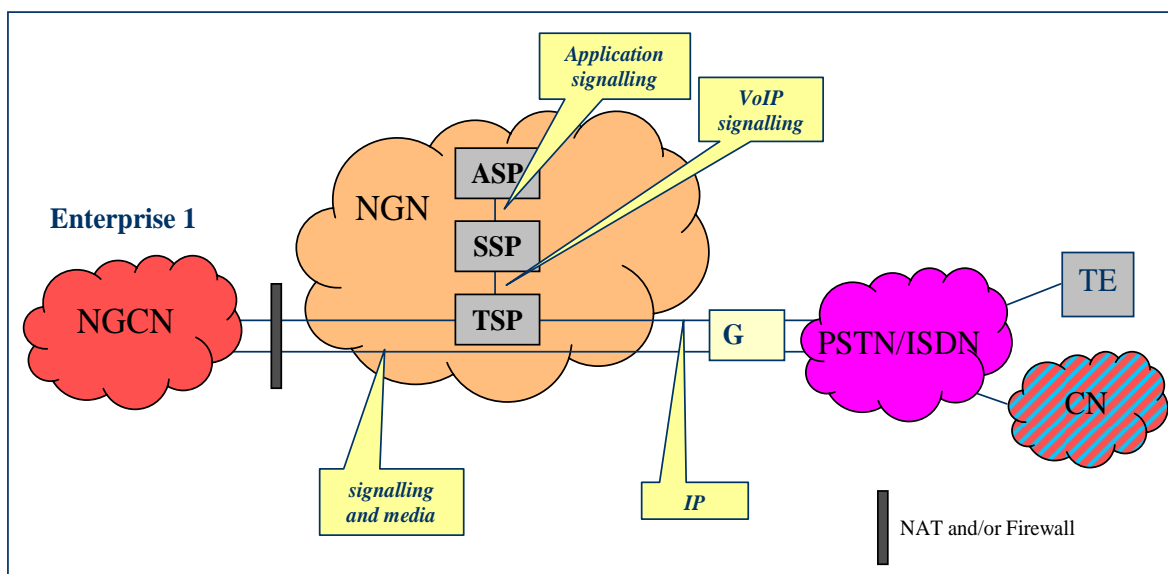 Application
signalling
VoIP
signalling
ASP
NGN
Enterprise 1
SSP
TE
NGCN
TSP
G
PSTN/ISDN
CN
signalling
and media
IP
NAT and/or Firewall